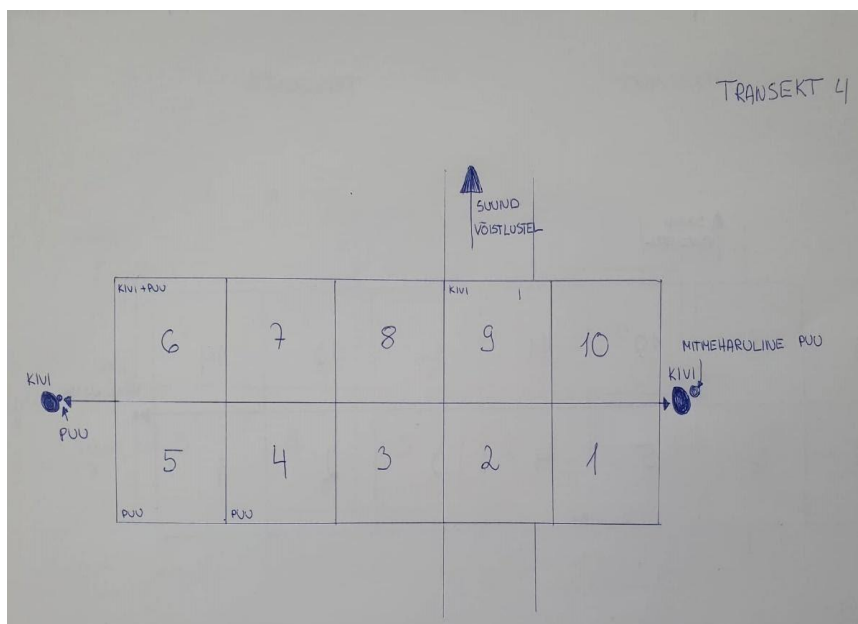 TRANSEKT 4
SUUND
VÕISTLUSTEL
KIVI + PUU
KIVI
6
7
8
9
10
MITMEHARULINE PUU
KIVI
KIVI
PUU
5
4
3
2
1
PUU
PUU